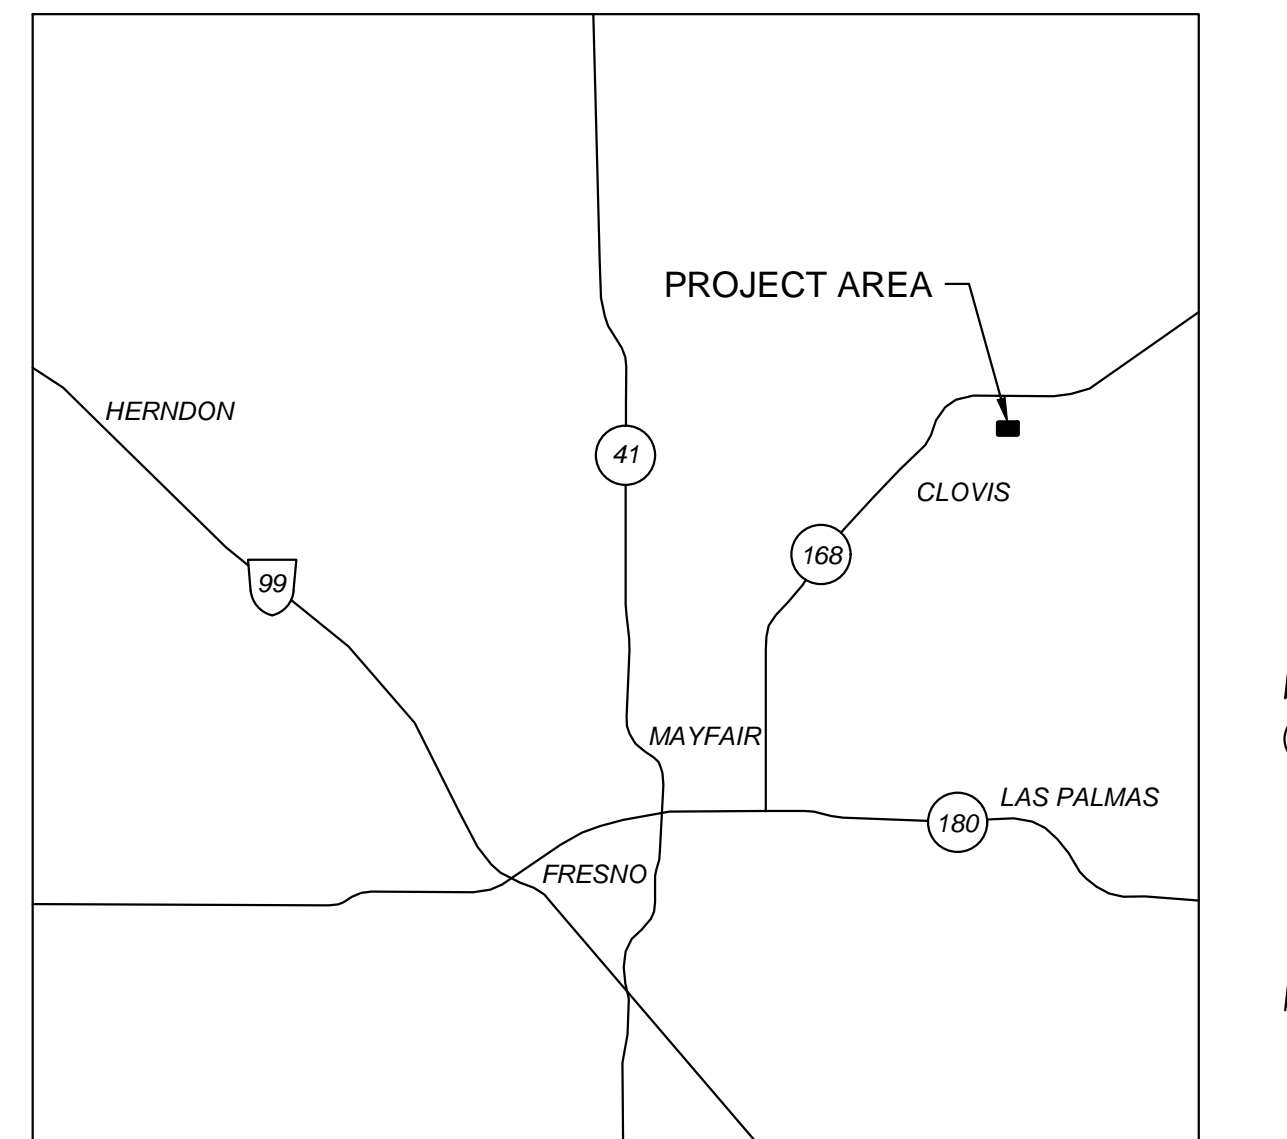 PROJECT AREA
HERNDON
41
CLOVIS
168
99
MAYFAIR
LAS PALMAS
180
FRESNO